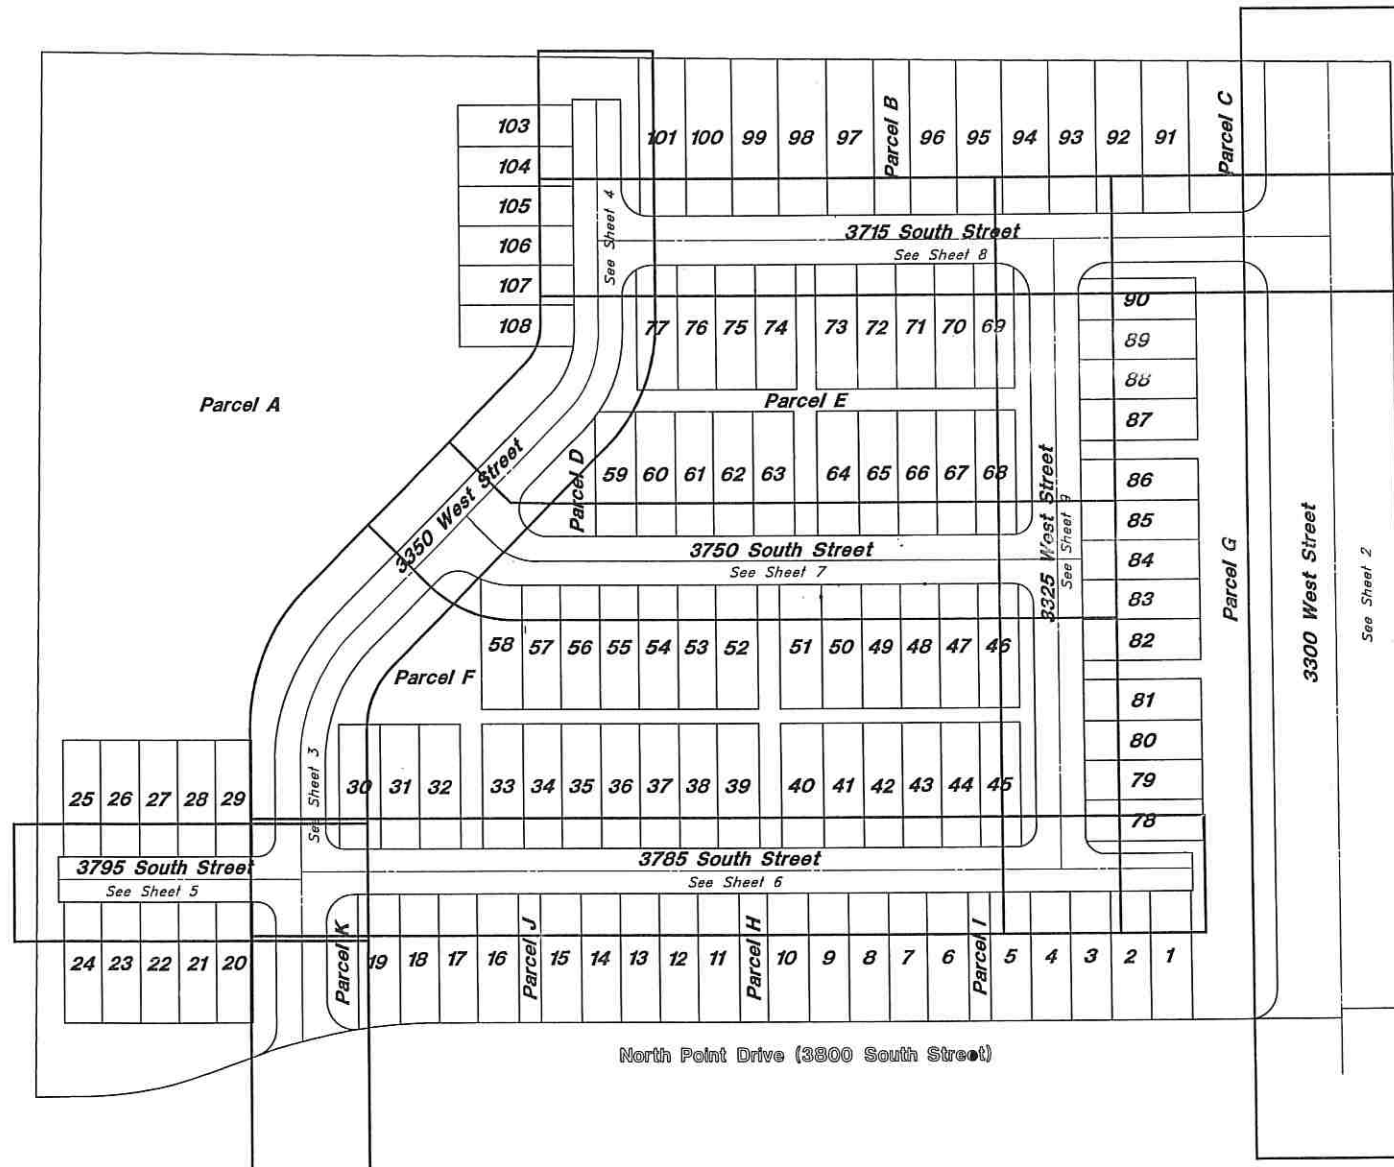 103
104
105
106
107
108
101 100 99 98 97 Parcel B 96 95 94 93 92 91 Parcel C
See Sheet 4
3715 South Street
See Sheet 8
77 76 75 74 73 72 71 70 69
90
89
88
87
Parcel A
Parcel E
3350 West Street
Parcel D
59 60 61 62 63 64 65 66 67 68
3325 West Street
See Sheet 9
86
85
84
83
82
Parcel G
3300 West Street
See Sheet 2
3750 South Street
See Sheet 7
58 57 56 55 54 53 52 51 50 49 48 47 46
Parcel F
81
80
79
78
See Sheet 3
25 26 27 28 29
30 31 32 33 34 35 36 37 38 39 40 41 42 43 44 45
3795 South Street
See Sheet 5
3785 South Street
See Sheet 6
24 23 22 21 20
Parcel K 19 18 17 16 Parcel J 15 14 13 12 11 Parcel H 10 9 8 7 6 Parcel I 5 4 3 2 1
North Point Drive (3800 South Street)